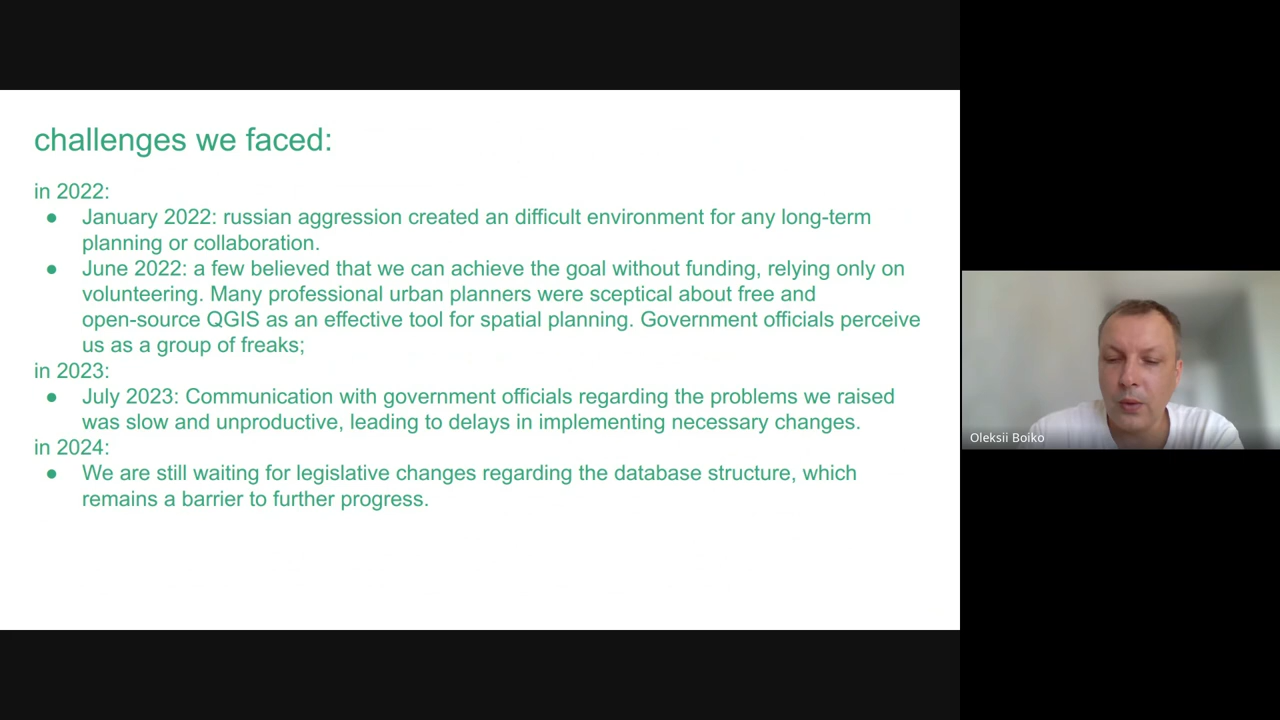 challenges we faced:
in 2022:
● January 2022: russian aggression created an difficult environment for any long-term
planning or collaboration.
● June 2022: a few believed that we can achieve the goal without funding, relying only on
volunteering. Many professional urban planners were sceptical about free and
open-source QGIS as an effective tool for spatial planning. Government officials perceive
us as a group of freaks;
in 2023:
● July 2023: Communication with government officials regarding the problems we raised
was slow and unproductive, leading to delays in implementing necessary changes.
in 2024:
● We are still waiting for legislative changes regarding the database structure, which
remains a barrier to further progress.
Oleksii Boiko